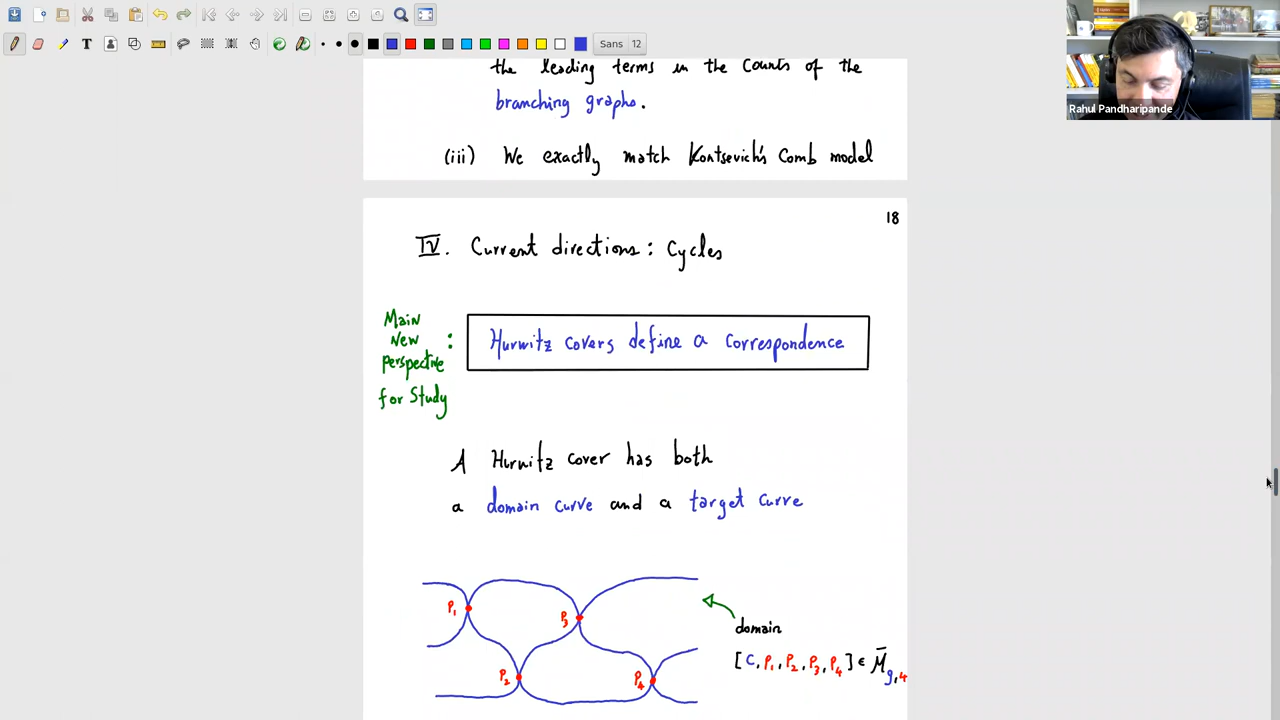 Sans 12
Rahul Pandharipande
the leading terms in the counts of the
branching graphs.
(iii) We exactly match Kontsevich's Comb model
18
IV. Current directions: Cycles
Main
New
perspective
for Study
:
Hurwitz covers define a correspondence
A Hurwitz cover has both
a domain curve and a target curve
P₁
P₃
P₂
P₄
domain
[C, P₁, P₂, P₃, P₄] ∈ M̄g,4